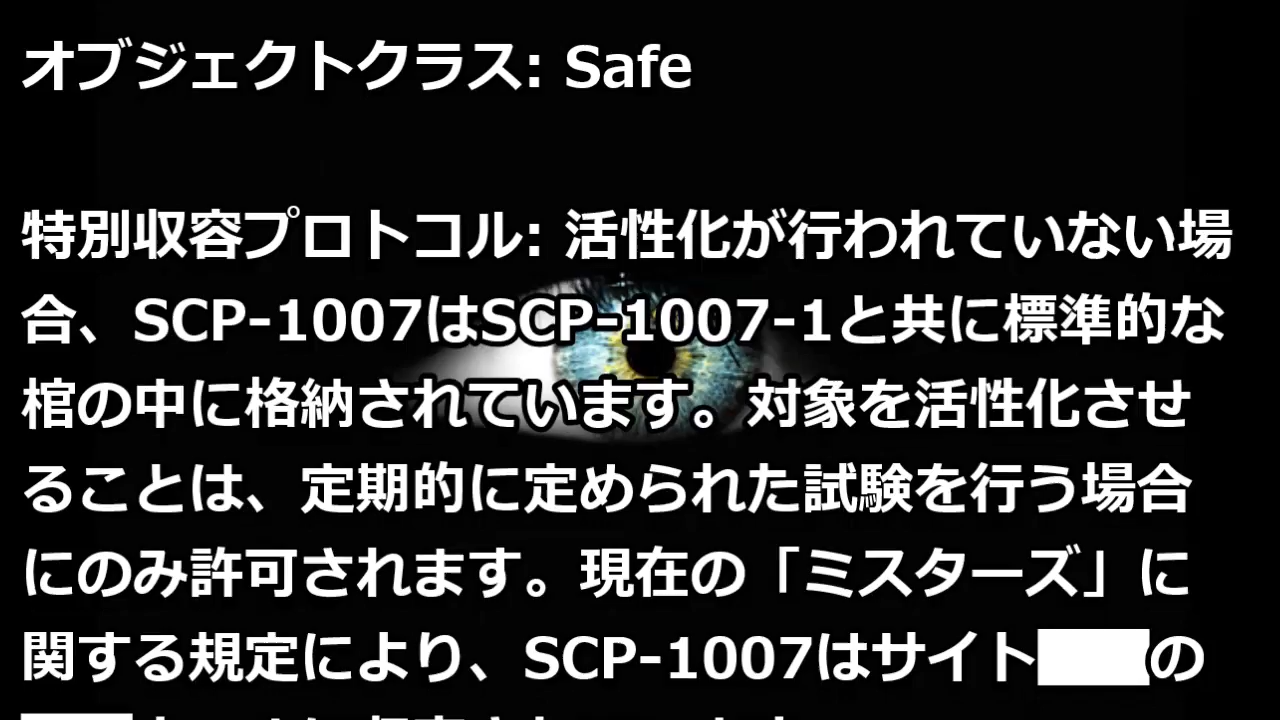 オブジェクトクラス: Safe
特別収容プロトコル: 活性化が行われていない場
合、SCP-1007はSCP-1007-1と共に標準的な
棺の中に格納されています。対象を活性化させ
ることは、定期的に定められた試験を行う場合
にのみ許可されます。現在の「ミスターズ」に
関する規定により、SCP-1007はサイト██の